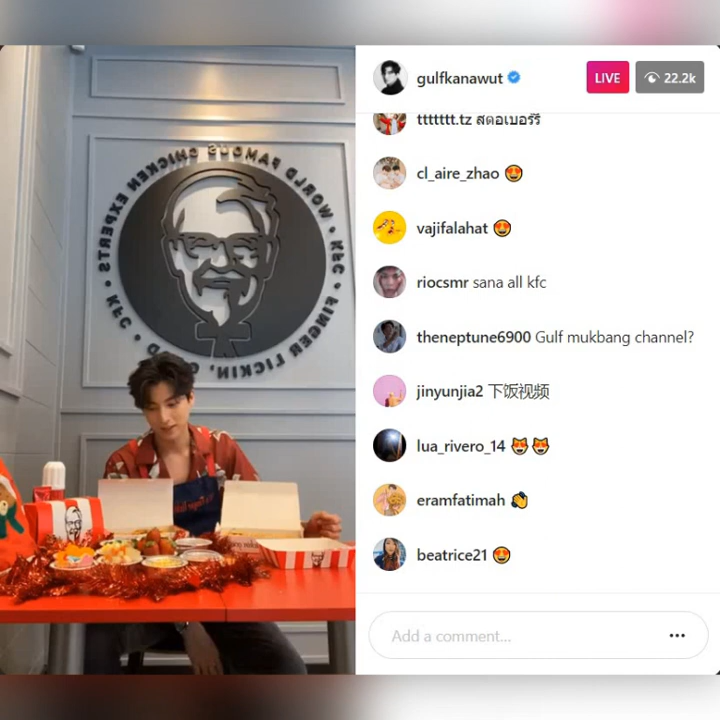 gulfkanawut
LIVE
22.2k
ttttttt.tz สตอเบอร์รี่
cl_aire_zhao 😍
vajifalahat 😍
riocsmr sana all kfc
theneptune6900 Gulf mukbang channel?
jinyunjia2 下饭视频
lua_rivero_14 😻😻
eramfatimah 👏
beatrice21 😍
Add a comment...
WORLD FAMOUS CHICKEN EXPERTS • KFC •
FINGER LICKIN' GOOD • KFC •
KFC